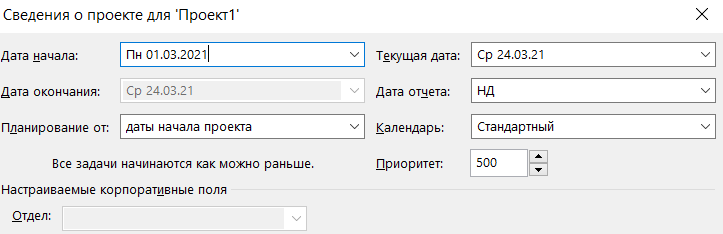 Сведения о проекте для 'Проект1'
Дата начала: Пн 01.03.2021 Текущая дата: Ср 24.03.21
Дата окончания: Ср 24.03.21 Дата отчета: НД
Планирование от: даты начала проекта Календарь: Стандартный
Все задачи начинаются как можно раньше. Приоритет: 500
Настраиваемые корпоративные поля
Отдел: